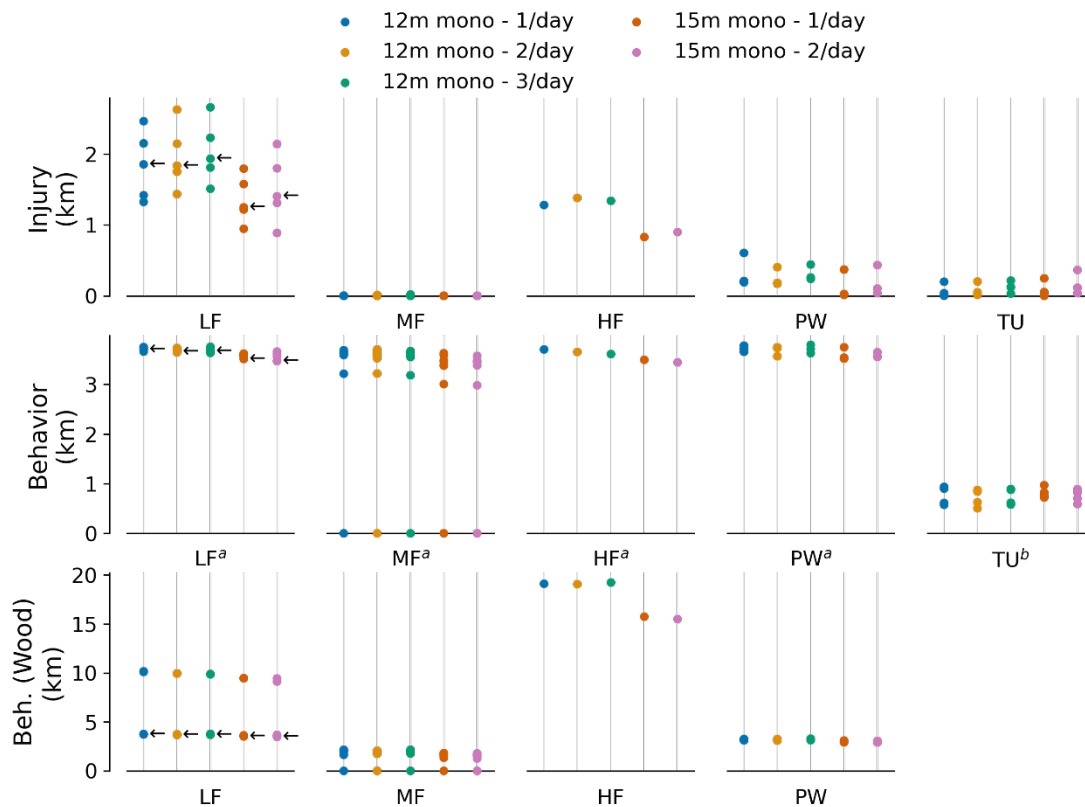 12m mono - 1/day
12m mono - 2/day
12m mono - 3/day
15m mono - 1/day
15m mono - 2/day
Injury
(km)
2
1
0
LF MF HF PW TU
Behavior
(km)
3
2
1
0
LFᵃ MFᵃ HFᵃ PWᵃ TUᵇ
Beh. (Wood)
(km)
20
15
10
5
0
LF MF HF PW